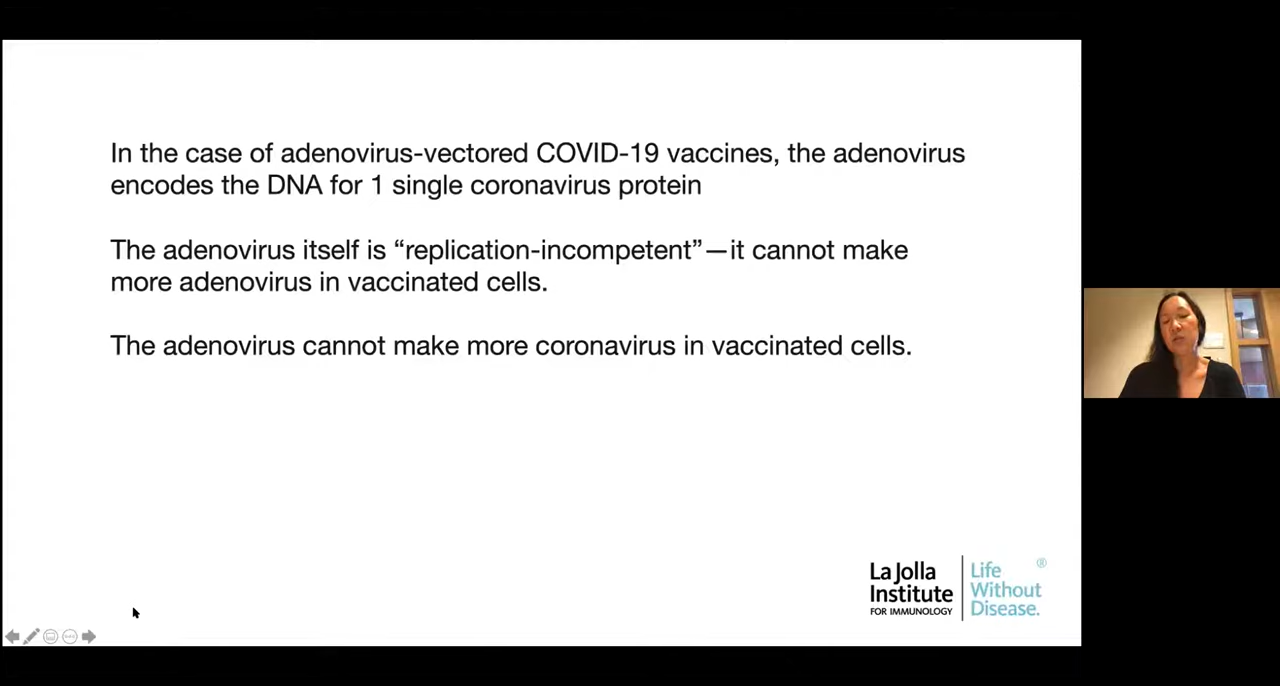 In the case of adenovirus-vectored COVID-19 vaccines, the adenovirus
encodes the DNA for 1 single coronavirus protein
The adenovirus itself is “replication-incompetent”—it cannot make
more adenovirus in vaccinated cells.
The adenovirus cannot make more coronavirus in vaccinated cells.
La Jolla
Institute
FOR IMMUNOLOGY
Life
Without
Disease.
®